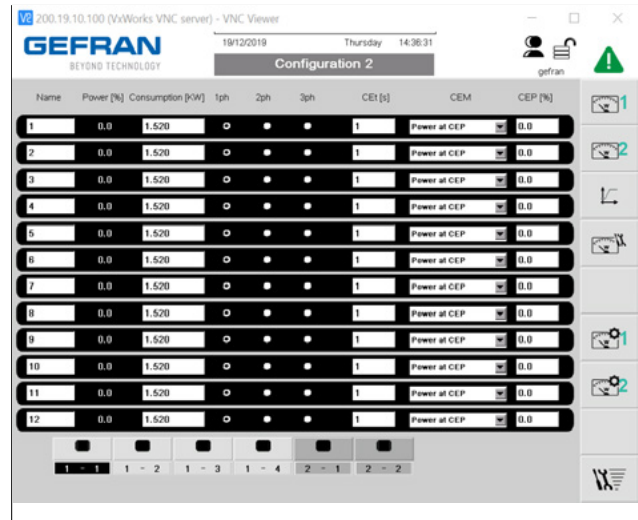 200.19.10.100 (VxWorks VNC server) - VNC Viewer
GEFRAN
BEYOND TECHNOLOGY
19/12/2019 Thursday 14:36:31
Configuration 2
gefran
Name Power [%] Consumption [KW] 1ph 2ph 3ph CEt [s] CEM CEP [%]
1 0.0 1.520 1 Power at CEP 0.0
2 0.0 1.520 1 Power at CEP 0.0
3 0.0 1.520 1 Power at CEP 0.0
4 0.0 1.520 1 Power at CEP 0.0
5 0.0 1.520 1 Power at CEP 0.0
6 0.0 1.520 1 Power at CEP 0.0
7 0.0 1.520 1 Power at CEP 0.0
8 0.0 1.520 1 Power at CEP 0.0
9 0.0 1.520 1 Power at CEP 0.0
10 0.0 1.520 1 Power at CEP 0.0
11 0.0 1.520 1 Power at CEP 0.0
12 0.0 1.520 1 Power at CEP 0.0
1 - 1 1 - 2 1 - 3 1 - 4 2 - 1 2 - 2
1
2
1
2